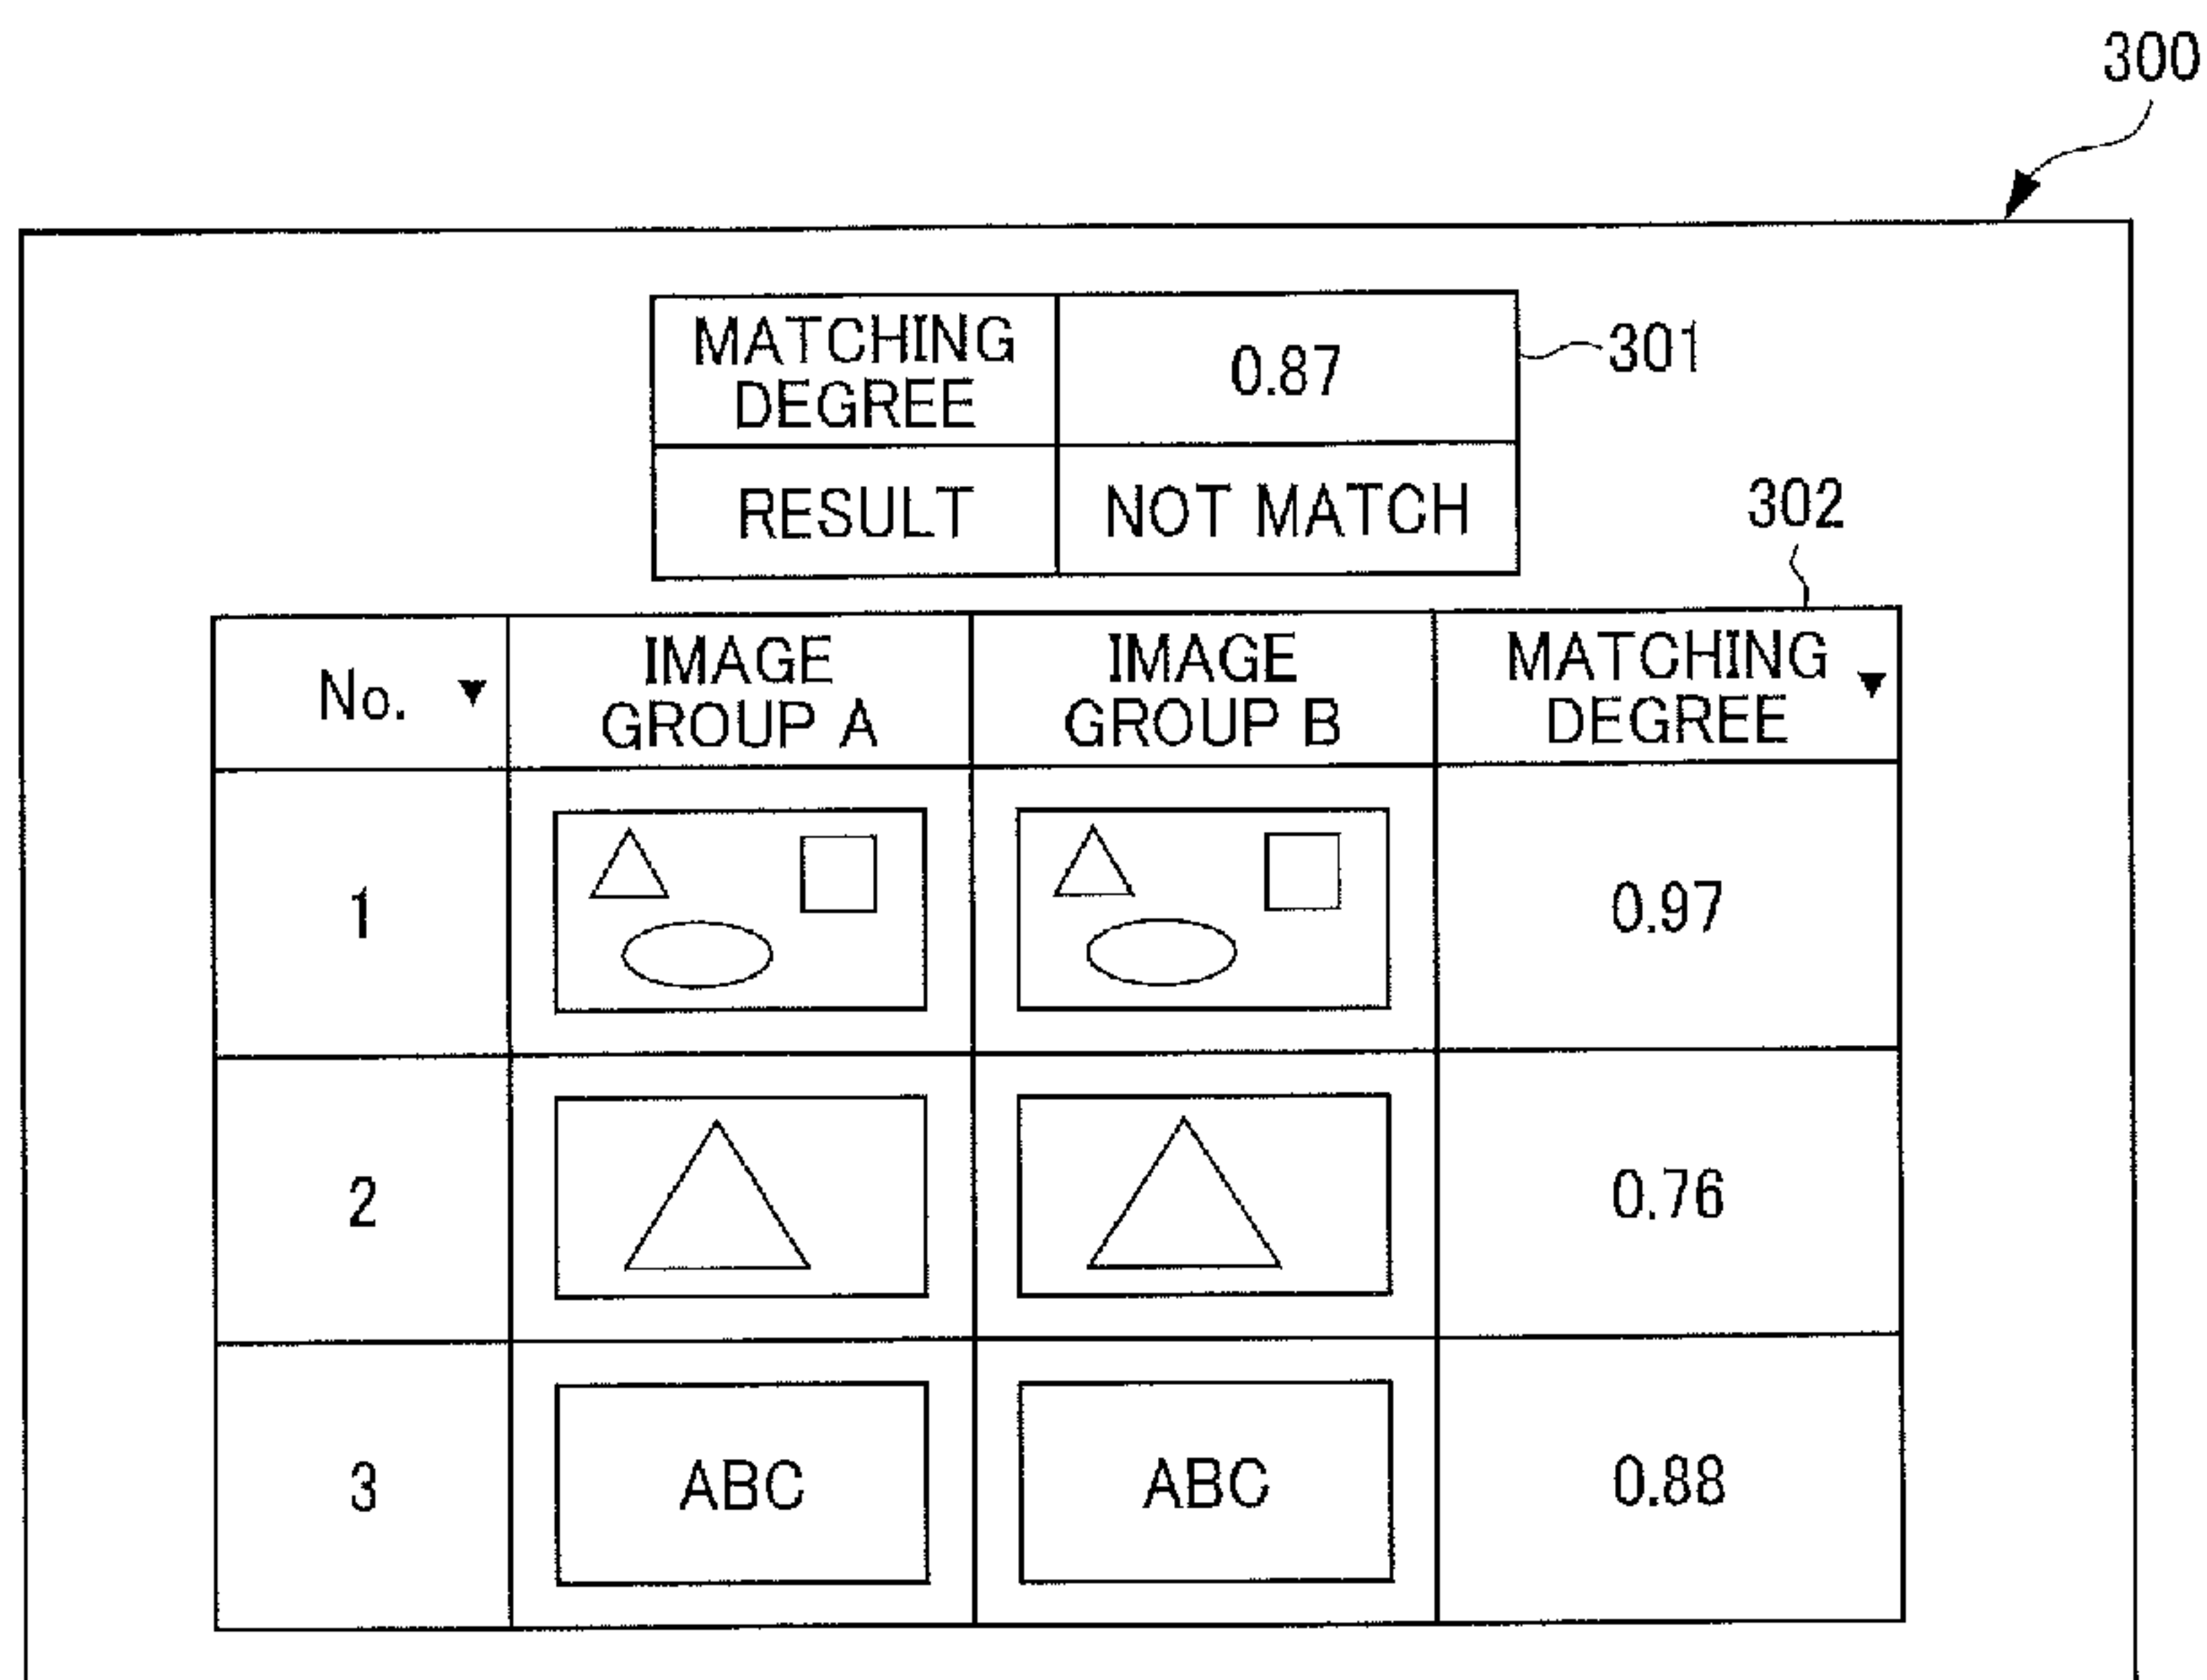 300
MATCHING
DEGREE
0.87
301
RESULT
NOT MATCH
302
No. ▼
IMAGE
GROUP A
IMAGE
GROUP B
MATCHING
DEGREE ▼
1
0.97
2
0.76
3
ABC
ABC
0.88